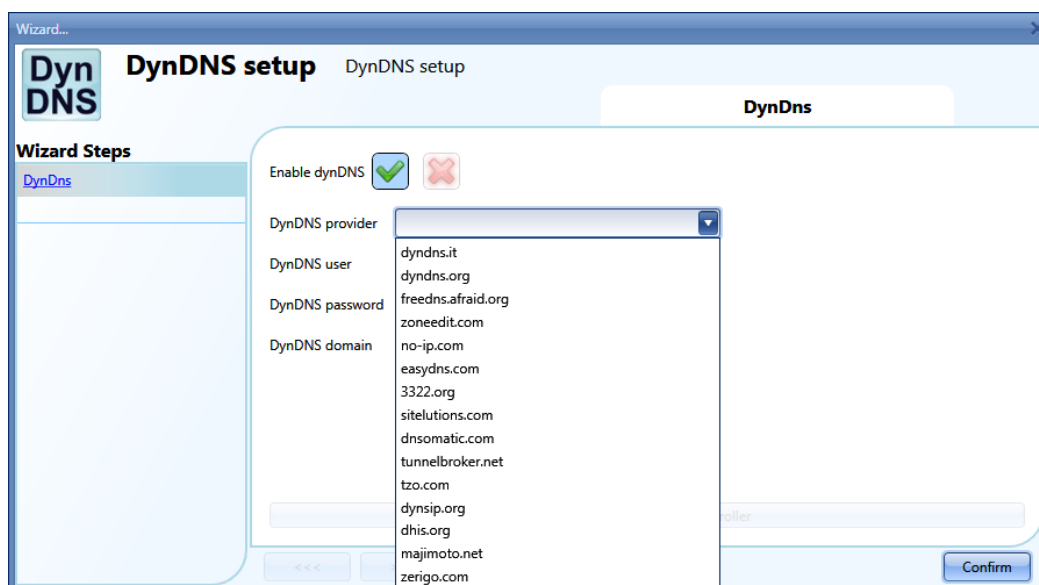 Wizard...
Dyn
DNS
DynDNS setup DynDNS setup
DynDns
Wizard Steps
DynDns
Enable dynDNS
DynDNS provider
DynDNS user
DynDNS password
DynDNS domain
dyndns.it
dyndns.org
freedns.afraid.org
zoneedit.com
no-ip.com
easydns.com
3322.org
sitelutions.com
dnsomatic.com
tunnelbroker.net
tzo.com
dynsip.org
dhis.org
majimoto.net
zerigo.com
<<<
Confirm